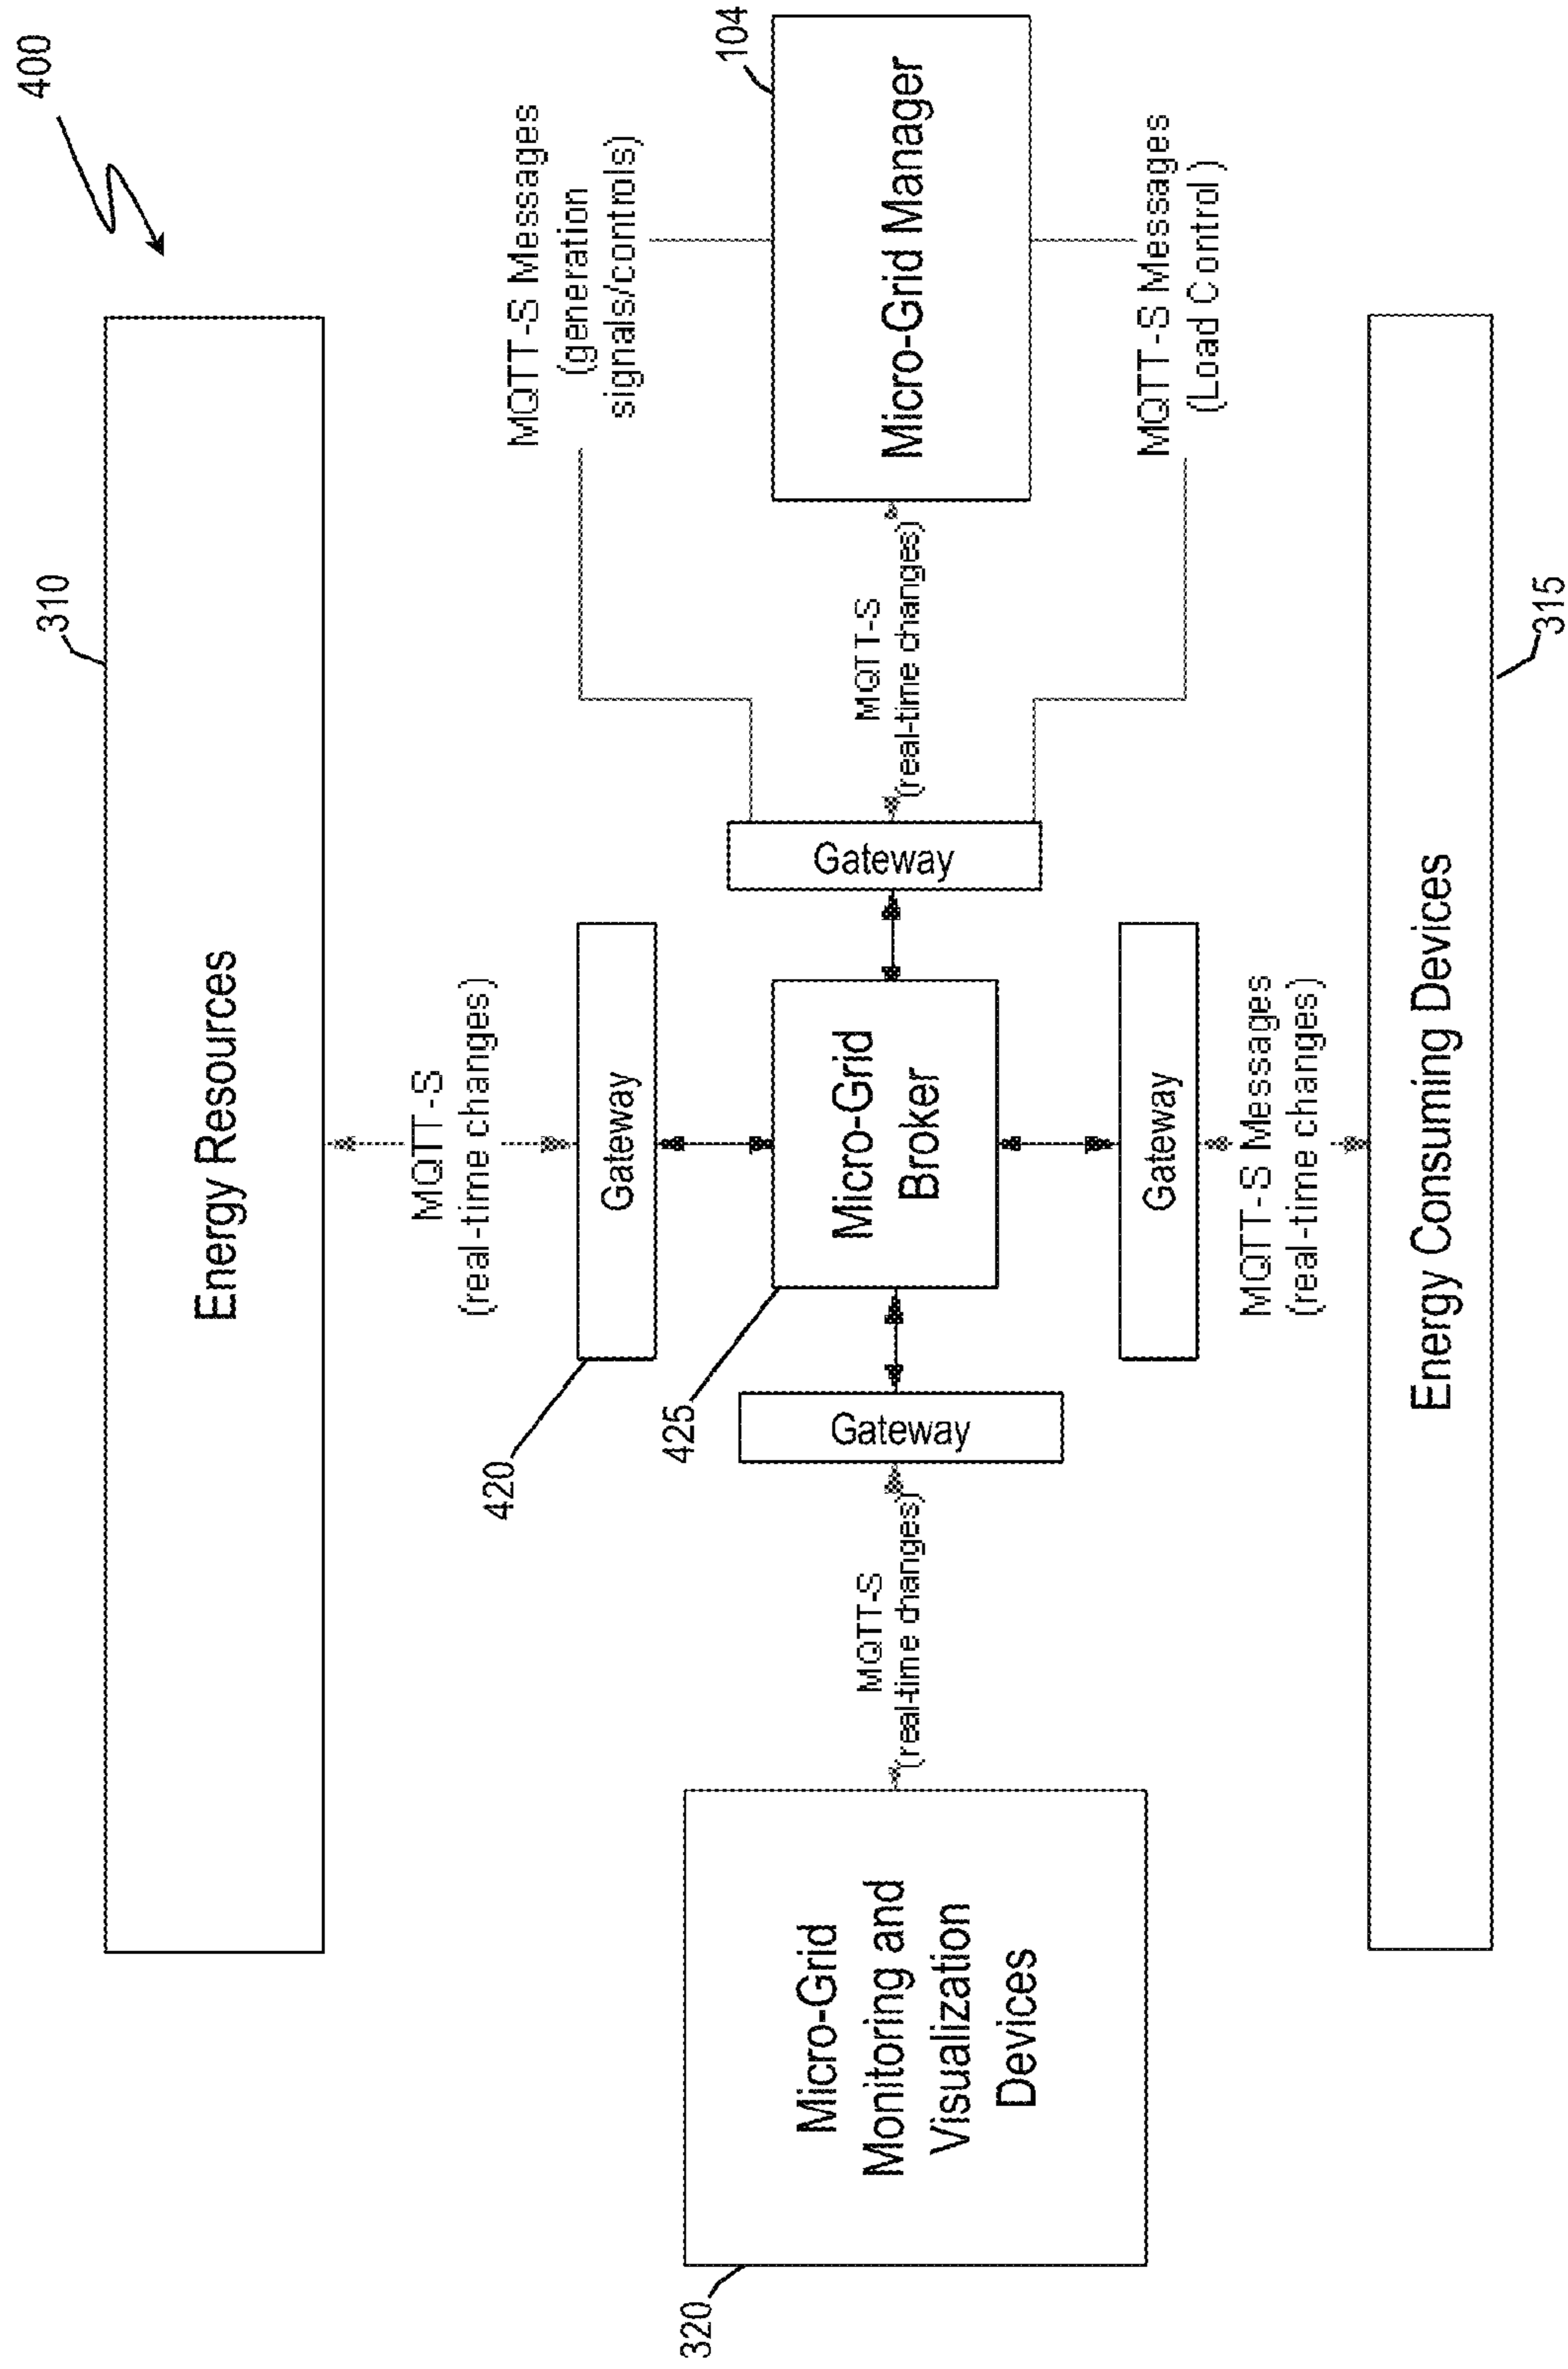 400
310
Energy Resources
MQTT-S
(real-time changes)
MQTT-S Messages
(generation
signals/controls)
420
Gateway
104
320
Micro-Grid
Monitoring and
Visualization
Devices
MQTT-S
(real-time changes)
Gateway
425
Micro-Grid
Broker
Gateway
MQTT-S
(real-time changes)
Micro-Grid Manager
Gateway
MQTT-S Messages
(real-time changes)
MQTT-S Messages
(Load Control)
Energy Consuming Devices
315